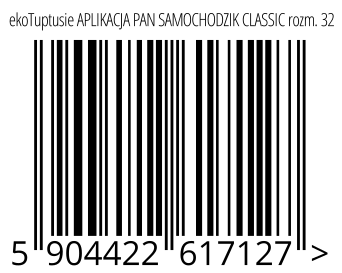 ekoTuptusie APLIKACJA PAN SAMOCHODZIK CLASSIC rozm. 32
5 904422 617127 >